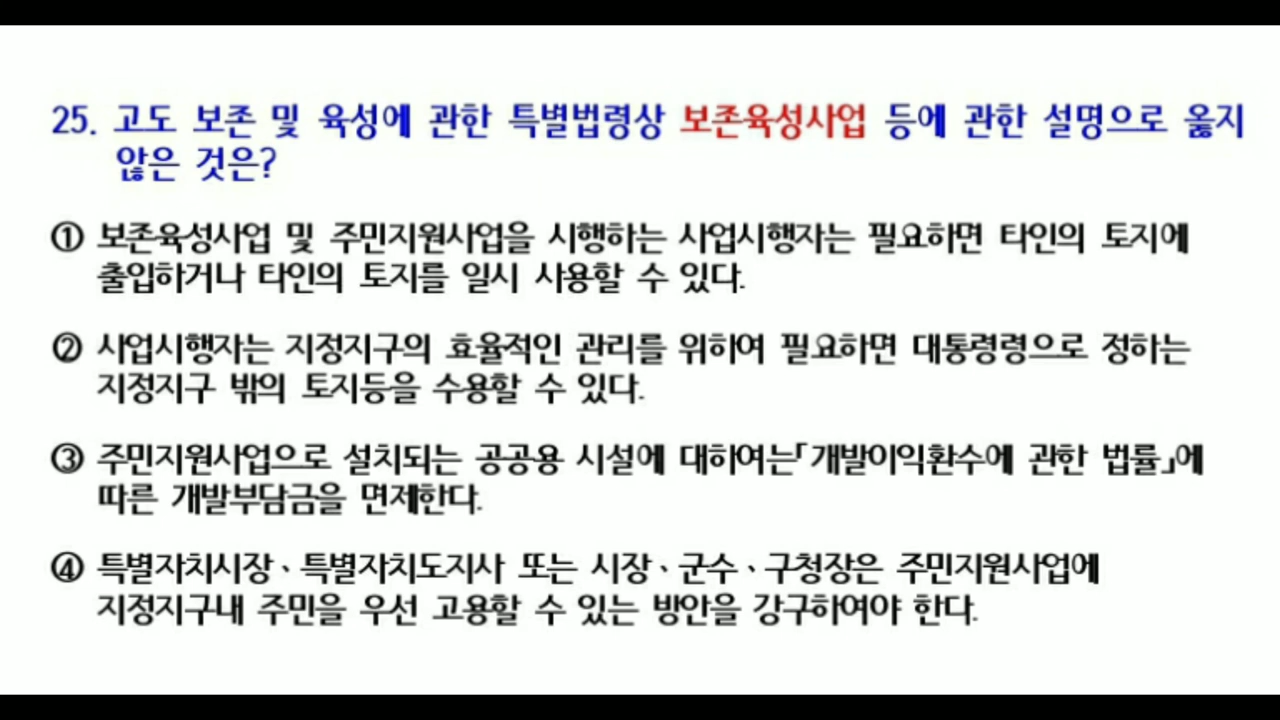 25. 고도 보존 및 육성에 관한 특별법령상 보존육성사업 등에 관한 설명으로 옳지
않은 것은?
① 보존육성사업 및 주민지원사업을 시행하는 사업시행자는 필요하면 타인의 토지에
출입하거나 타인의 토지를 일시 사용할 수 있다.
② 사업시행자는 지정지구의 효율적인 관리를 위하여 필요하면 대통령령으로 정하는
지정지구 밖의 토지등을 수용할 수 있다.
③ 주민지원사업으로 설치되는 공공용 시설에 대하여는「개발이익환수에 관한 법률」에
따른 개발부담금을 면제한다.
④ 특별자치시장、특별자치도지사 또는 시장、군수、구청장은 주민지원사업에
지정지구내 주민을 우선 고용할 수 있는 방안을 강구하여야 한다.